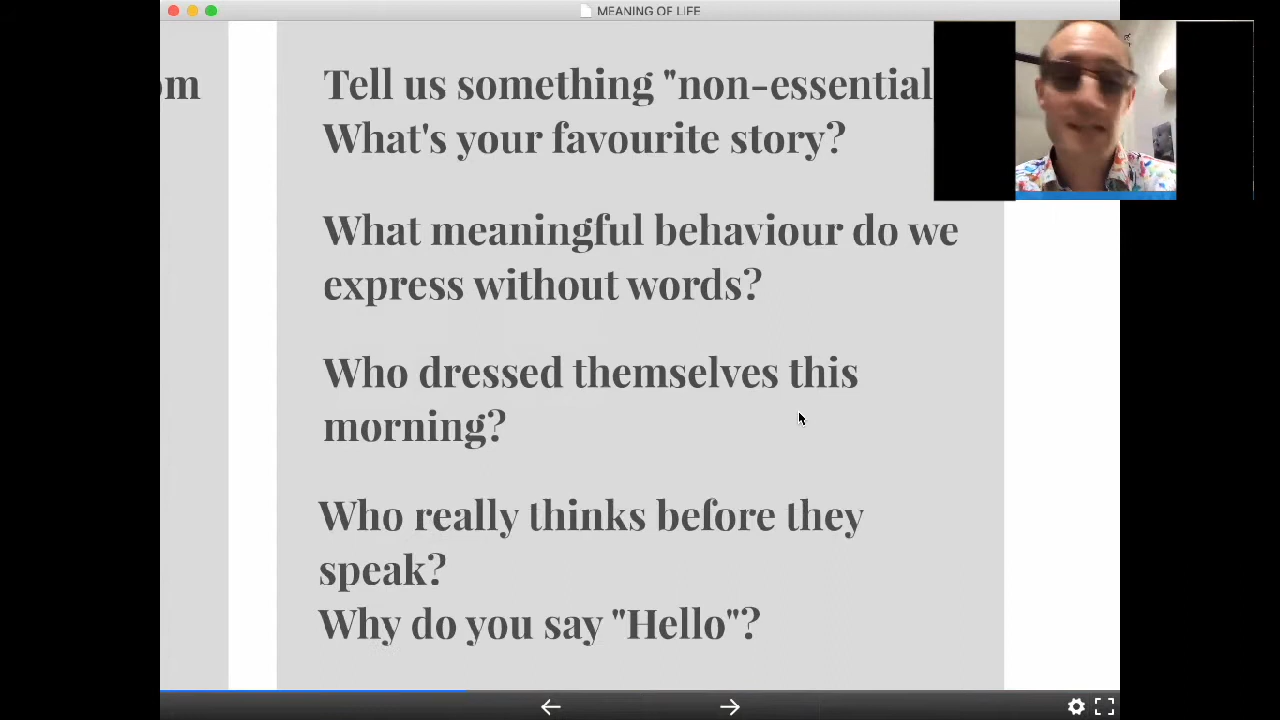 MEANING OF LIFE
om
Tell us something "non-essential
What's your favourite story?
What meaningful behaviour do we
express without words?
Who dressed themselves this
morning?
Who really thinks before they
speak?
Why do you say "Hello"?